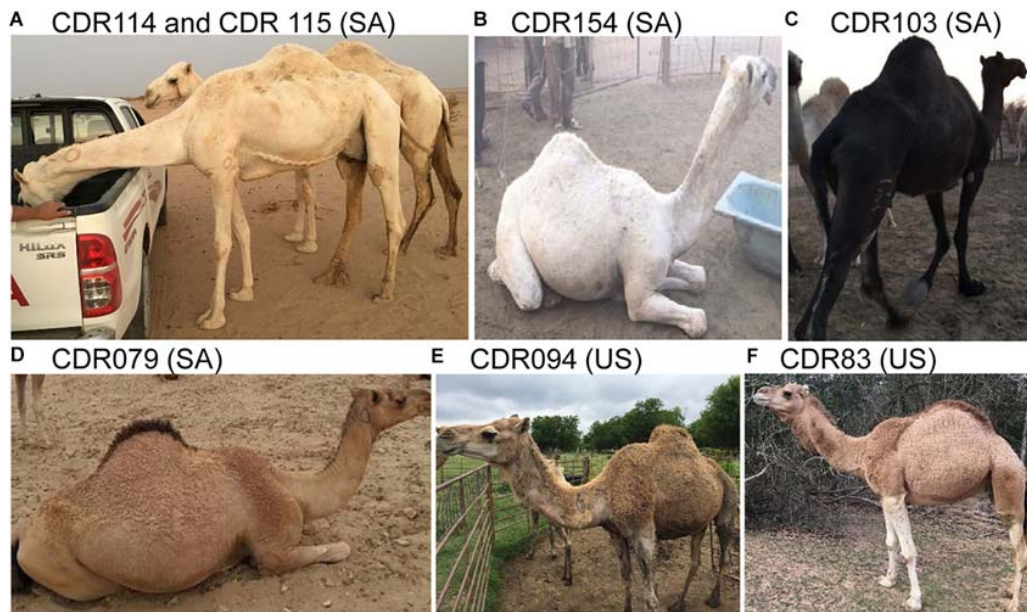 A CDR114 and CDR 115 (SA)
B CDR154 (SA)
C CDR103 (SA)
HILUX
SR5
D CDR079 (SA)
E CDR094 (US)
F CDR83 (US)